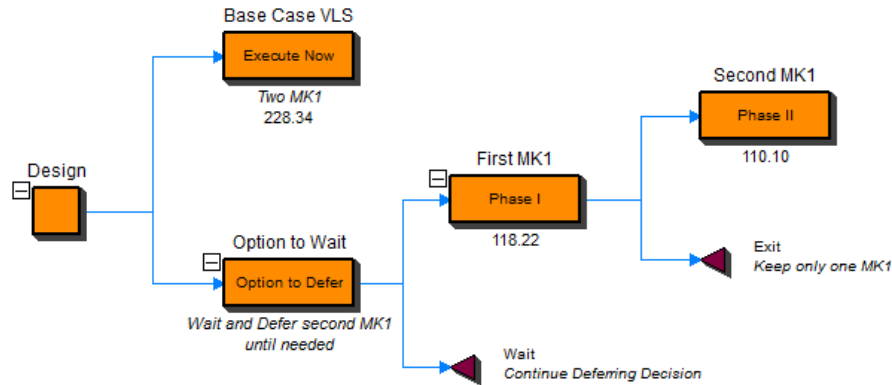 Base Case VLS
Execute Now
Two MK1
228.34
Second MK1
Phase II
110.10
First MK1
Phase I
118.22
Design
Option to Wait
Option to Defer
Wait and Defer second MK1
until needed
Exit
Keep only one MK1
Wait
Continue Deferring Decision